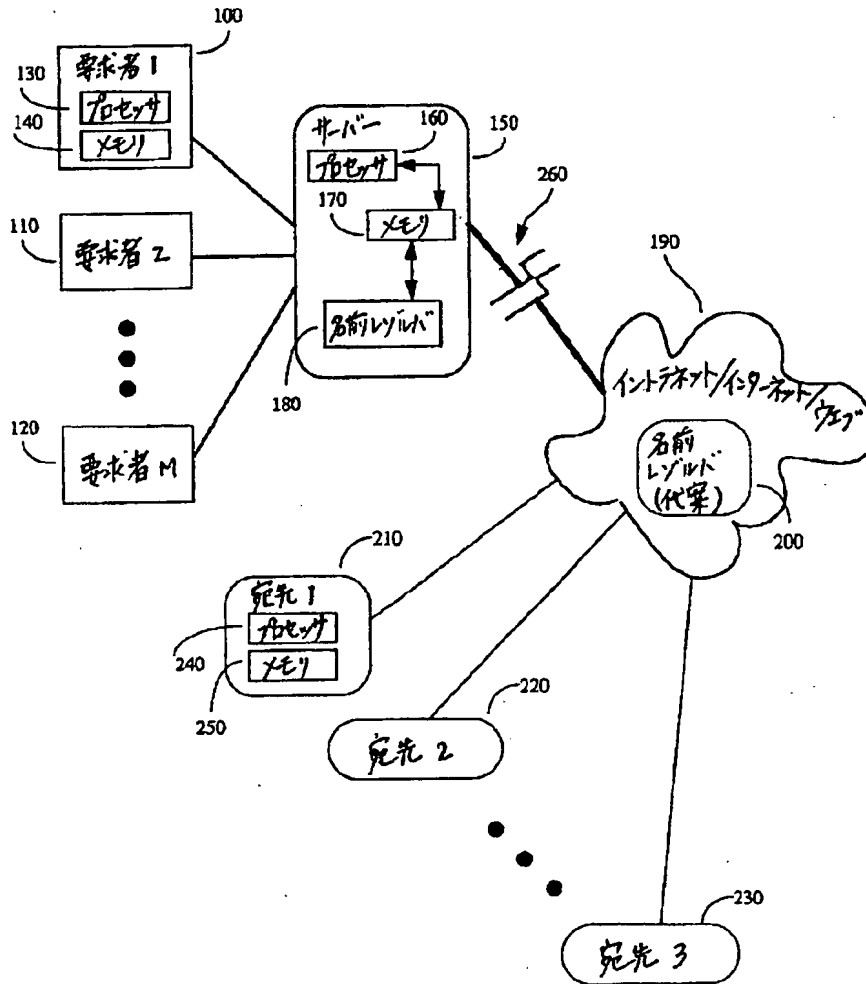 100
要求者 1
130
プロセッサ
140
メモリ
110
要求者 2
120
要求者 M
サーバー
160
150
プロセッサ
170
メモリ
名前レゾルバ
180
260
190
イントラネット/インターネット/ウェブ
名前
レゾルバ
(代案)
200
210
宛先 1
プロセッサ
240
メモリ
250
220
宛先 2
230
宛先 3